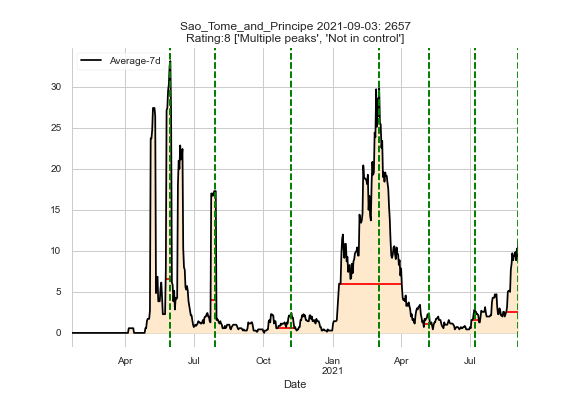 Sao_Tome_and_Principe 2021-09-03: 2657
Rating:8 ['Multiple peaks', 'Not in control']
Average-7d
30
25
20
15
10
5
0
Apr
Jul
Oct
Jan
2021
Apr
Jul
Date